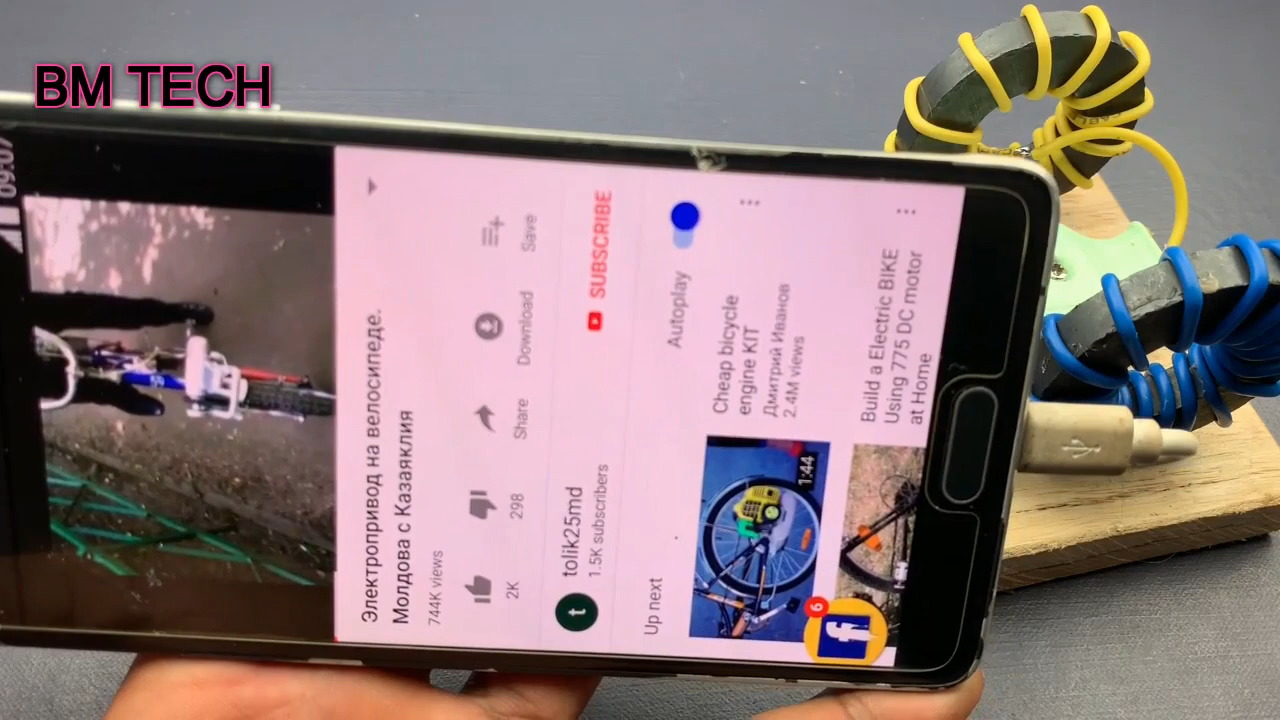 BM TECH
09:07
Электропривод на велосипеде.
Молдова с Казаяклия
744K views
2K
298
Share
Download
Save
t
tolik25md
1.5K subscribers
SUBSCRIBE
Up next
Autoplay
1:44
Cheap bicycle
engine KIT
Дмитрий Иванов
2.4M views
Build a Electric BIKE
Using 775 DC motor
at Home
6
f